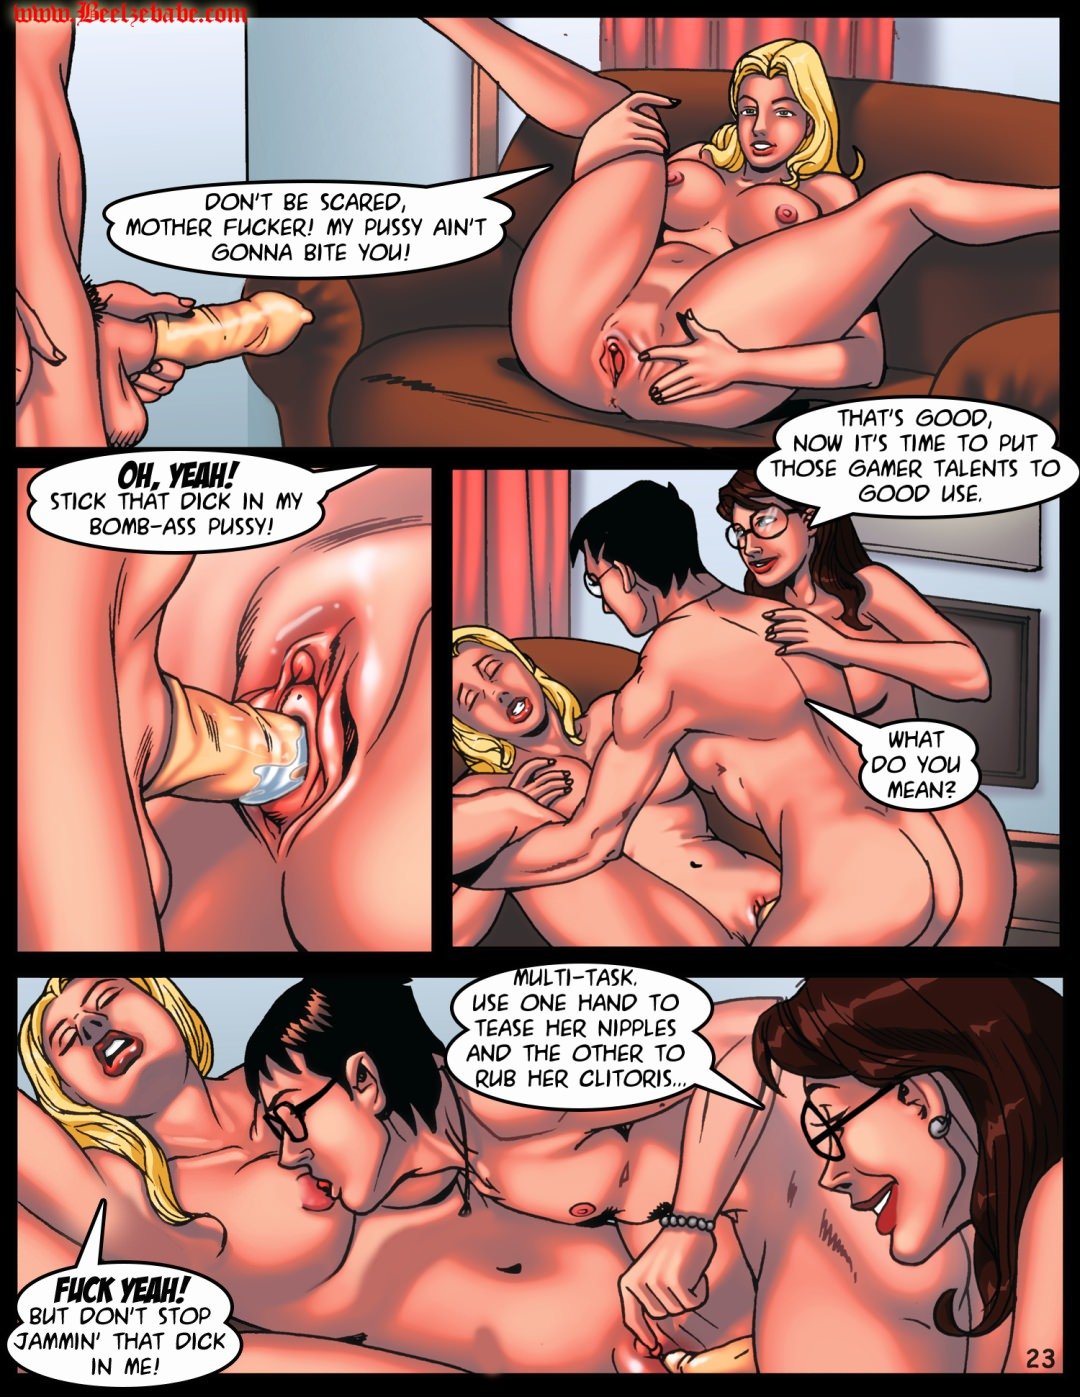 www.Beelzebabe.com
DON'T BE SCARED,
MOTHER FUCKER! MY PUSSY AIN'T
GONNA BITE YOU!
OH, YEAH!
STICK THAT DICK IN MY
BOMB-ASS PUSSY!
THAT'S GOOD,
NOW IT'S TIME TO PUT
THOSE GAMER TALENTS TO
GOOD USE.
WHAT
DO YOU
MEAN?
MULTI-TASK.
USE ONE HAND TO
TEASE HER NIPPLES
AND THE OTHER TO
RUB HER CLITORIS...
FUCK YEAH!
BUT DON'T STOP
JAMMIN' THAT DICK
IN ME!
23